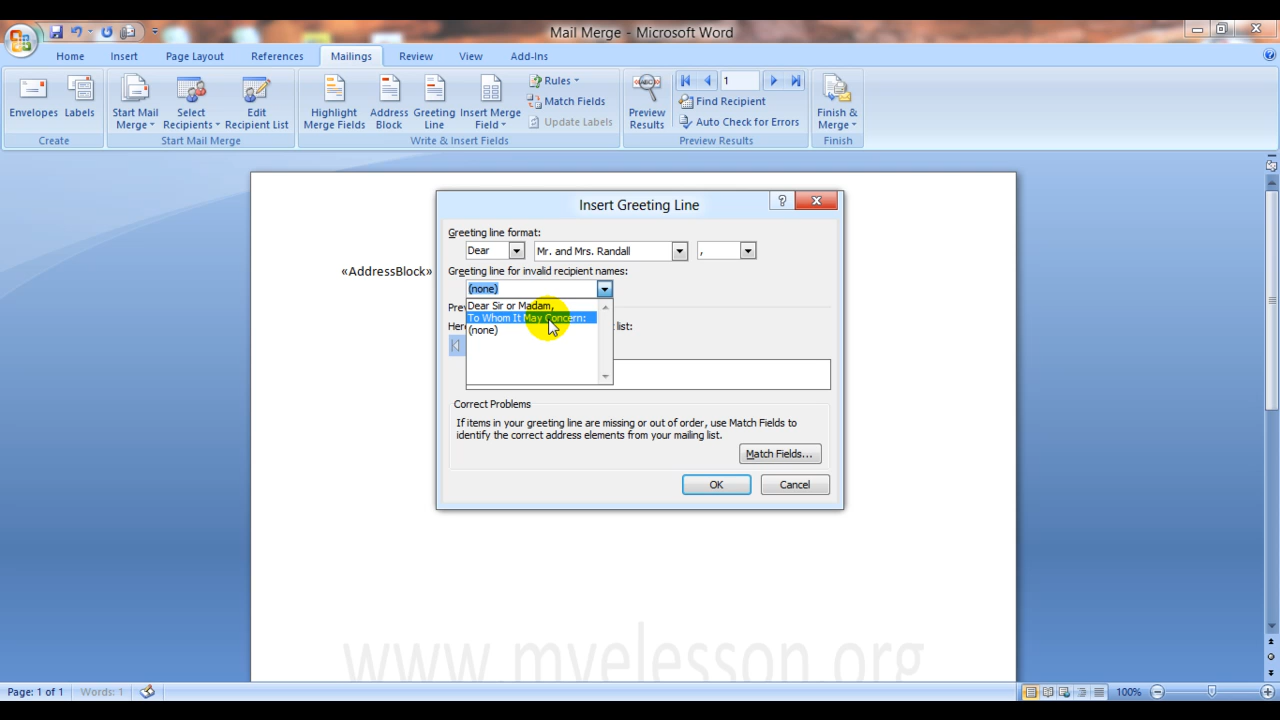 Mail Merge - Microsoft Word
Home Insert Page Layout References Mailings Review View Add-Ins
Envelopes Labels
Create
Start Mail Merge Select Recipients Edit Recipient List
Start Mail Merge
Highlight Merge Fields Address Block Greeting Line Insert Merge Field
Rules
Match Fields
Update Labels
Write & Insert Fields
ABC
Preview Results
1
Find Recipient
Auto Check for Errors
Preview Results
Finish & Merge
Finish
«AddressBlock»
Insert Greeting Line
?
Greeting line format:
Dear Mr. and Mrs. Randall ,
Greeting line for invalid recipient names:
(none)
Dear Sir or Madam,
To Whom It May Concern:
(none)
list:
Correct Problems
If items in your greeting line are missing or out of order, use Match Fields to
identify the correct address elements from your mailing list.
Match Fields...
OK Cancel
www.myelesson.org
Page: 1 of 1 Words: 1 100%